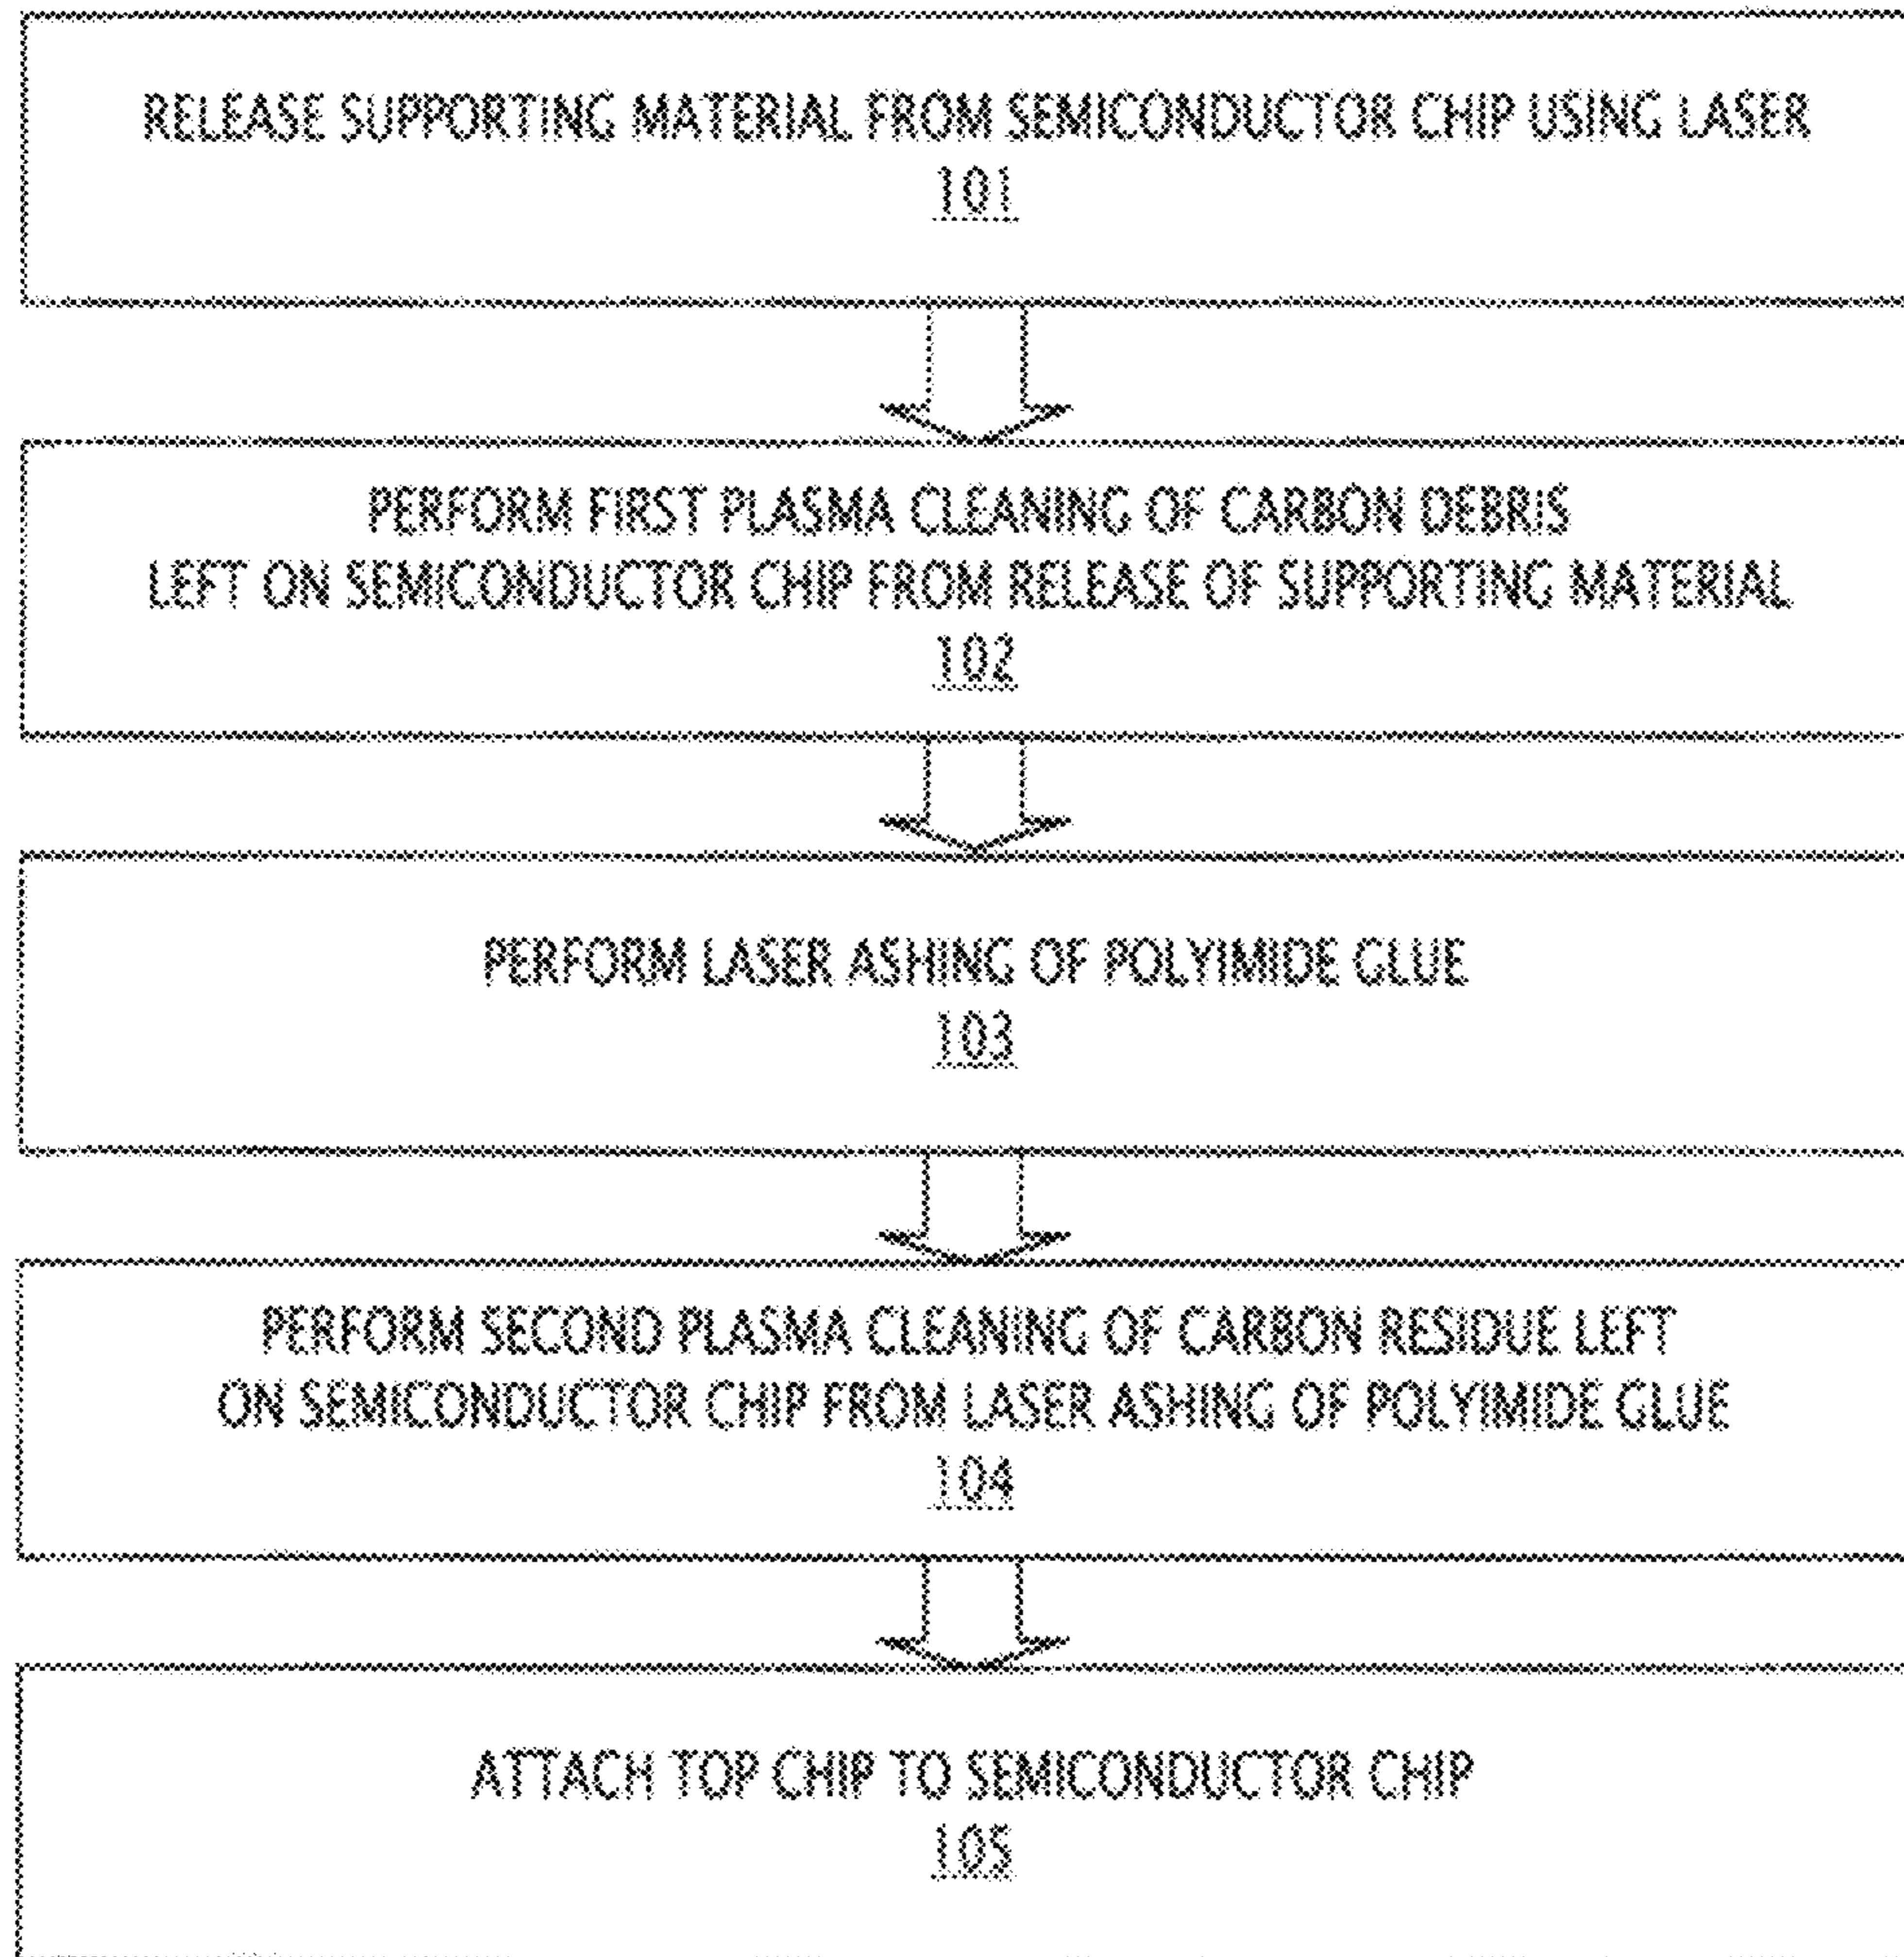 RELEASE SUPPORTING MATERIAL FROM SEMICONDUCTOR CHIP USING LASER
101
PERFORM FIRST PLASMA CLEANING OF CARBON DEBRIS
LEFT ON SEMICONDUCTOR CHIP FROM RELEASE OF SUPPORTING MATERIAL
102
PERFORM LASER ASHING OF POLYIMIDE GLUE
103
PERFORM SECOND PLASMA CLEANING OF CARBON RESIDUE LEFT
ON SEMICONDUCTOR CHIP FROM LASER ASHING OF POLYIMIDE GLUE
104
ATTACH TOP CHIP TO SEMICONDUCTOR CHIP
105